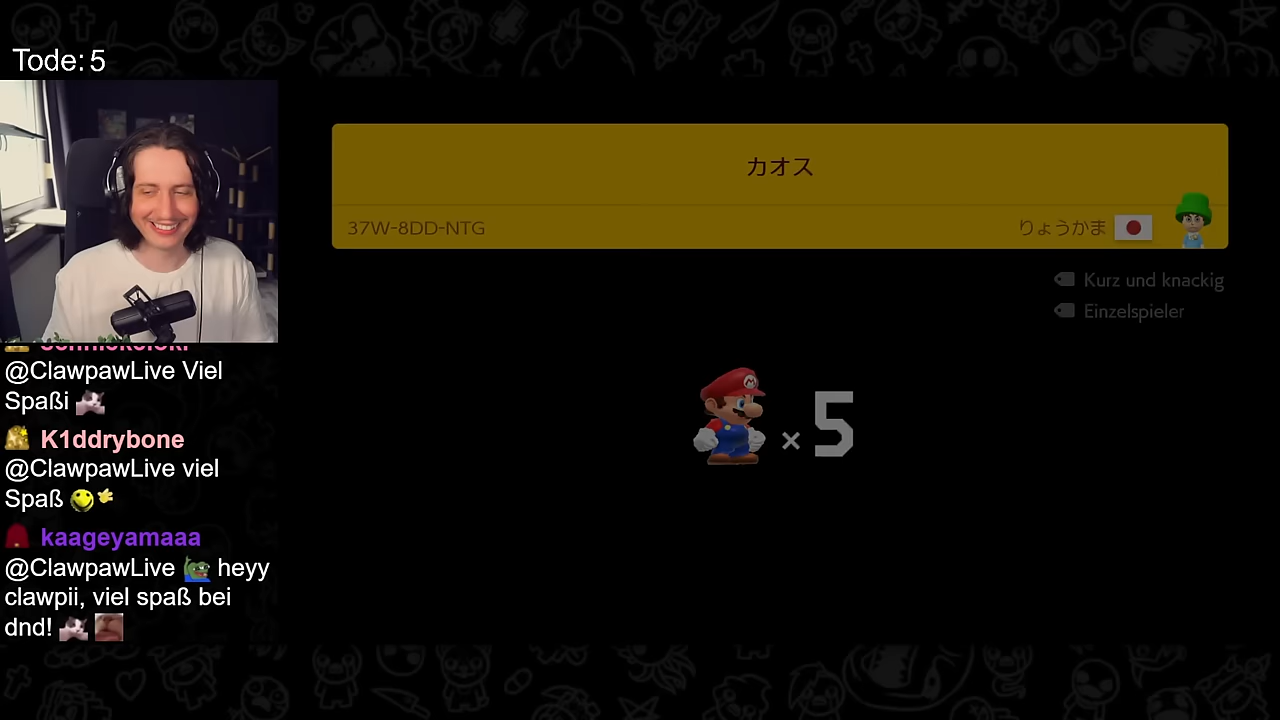 Tode: 5
@ClawpawLive Viel
Spaßi
K1ddrybone
@ClawpawLive viel
Spaß
kaageyamaaa
@ClawpawLive heyy
clawpii, viel spaß bei
dnd!
カオス
37W-8DD-NTG
りょうかま
Kurz und knackig
Einzelspieler
× 5